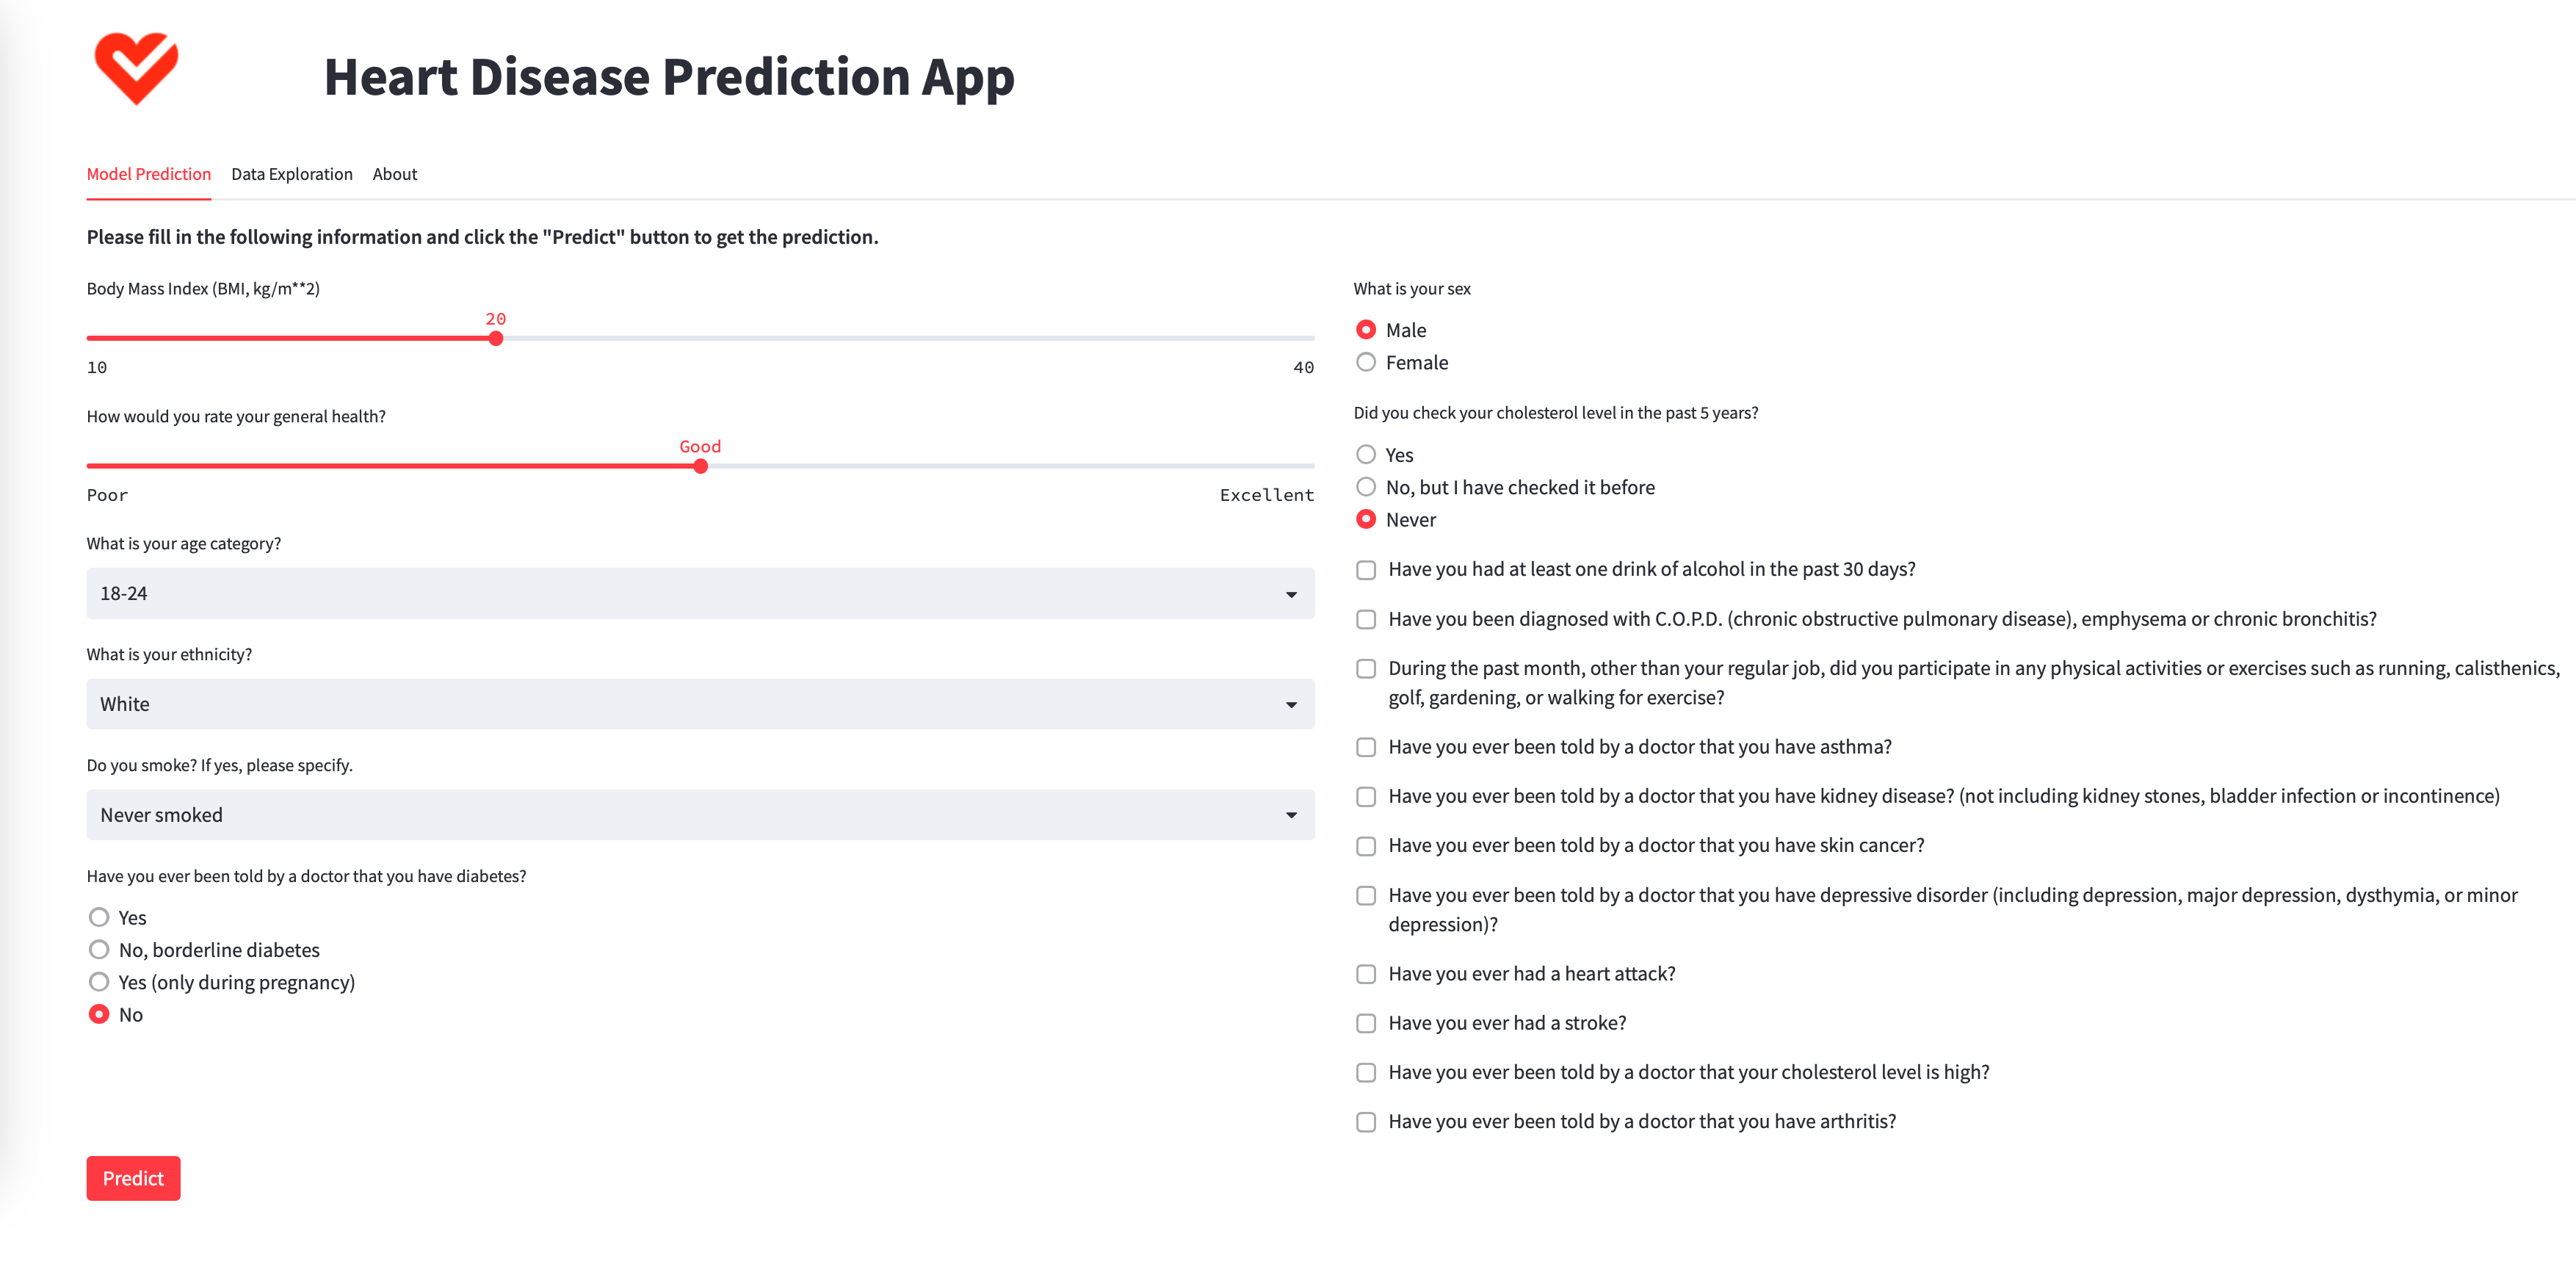 Heart Disease Prediction App
Model Prediction Data Exploration About
Please fill in the following information and click the "Predict" button to get the prediction.
Body Mass Index (BMI, kg/m**2)
20
10 40
How would you rate your general health?
Good
Poor Excellent
What is your age category?
18-24
What is your ethnicity?
White
Do you smoke? If yes, please specify.
Never smoked
Have you ever been told by a doctor that you have diabetes?
Yes
No, borderline diabetes
Yes (only during pregnancy)
No
What is your sex
Male
Female
Did you check your cholesterol level in the past 5 years?
Yes
No, but I have checked it before
Never
Have you had at least one drink of alcohol in the past 30 days?
Have you been diagnosed with C.O.P.D. (chronic obstructive pulmonary disease), emphysema or chronic bronchitis?
During the past month, other than your regular job, did you participate in any physical activities or exercises such as running, calisthenics,
golf, gardening, or walking for exercise?
Have you ever been told by a doctor that you have asthma?
Have you ever been told by a doctor that you have kidney disease? (not including kidney stones, bladder infection or incontinence)
Have you ever been told by a doctor that you have skin cancer?
Have you ever been told by a doctor that you have depressive disorder (including depression, major depression, dysthymia, or minor
depression)?
Have you ever had a heart attack?
Have you ever had a stroke?
Have you ever been told by a doctor that your cholesterol level is high?
Have you ever been told by a doctor that you have arthritis?
Predict